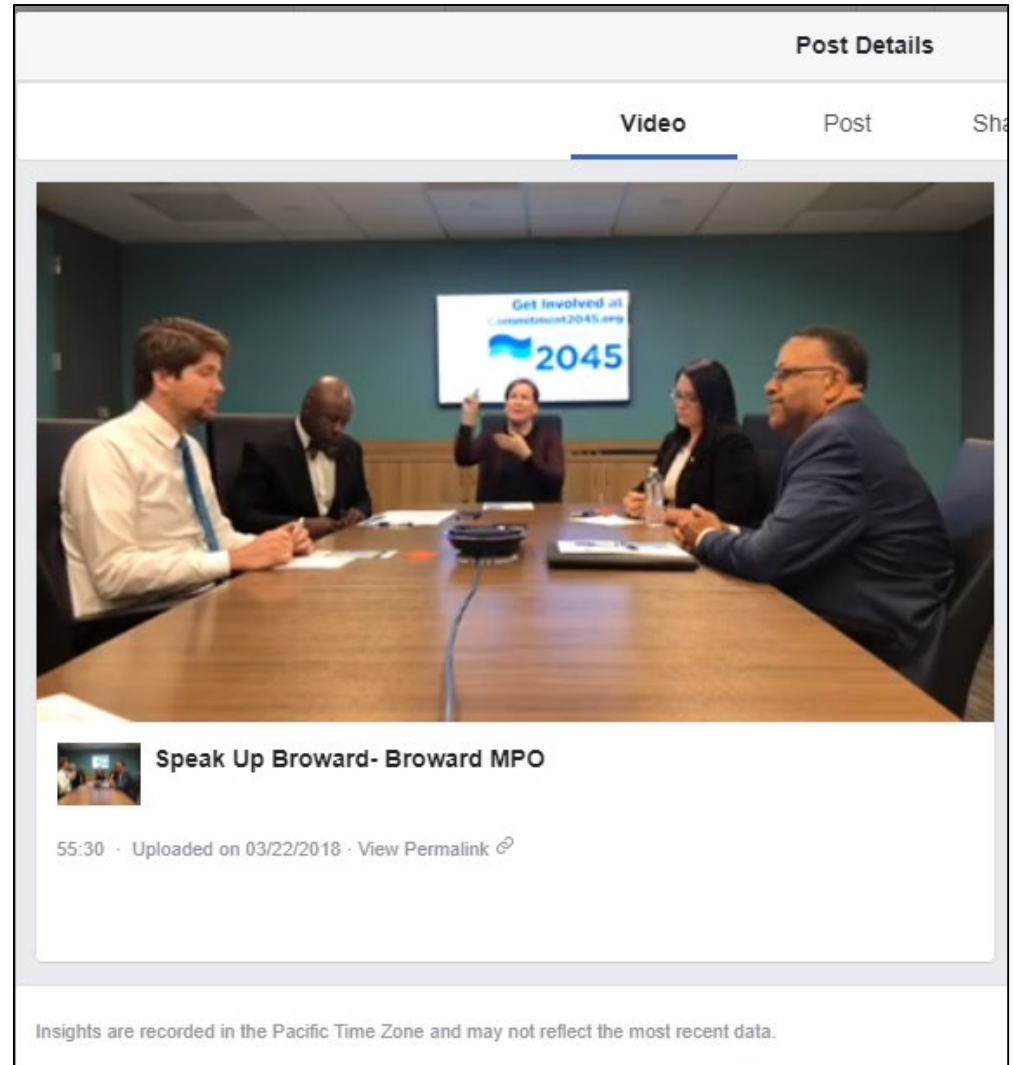 Post Details
Video Post
Get Involved at
Commitment2045.org
2045
Speak Up Broward- Broward MPO
55:30 · Uploaded on 03/22/2018 · View Permalink
Insights are recorded in the Pacific Time Zone and may not reflect the most recent data.